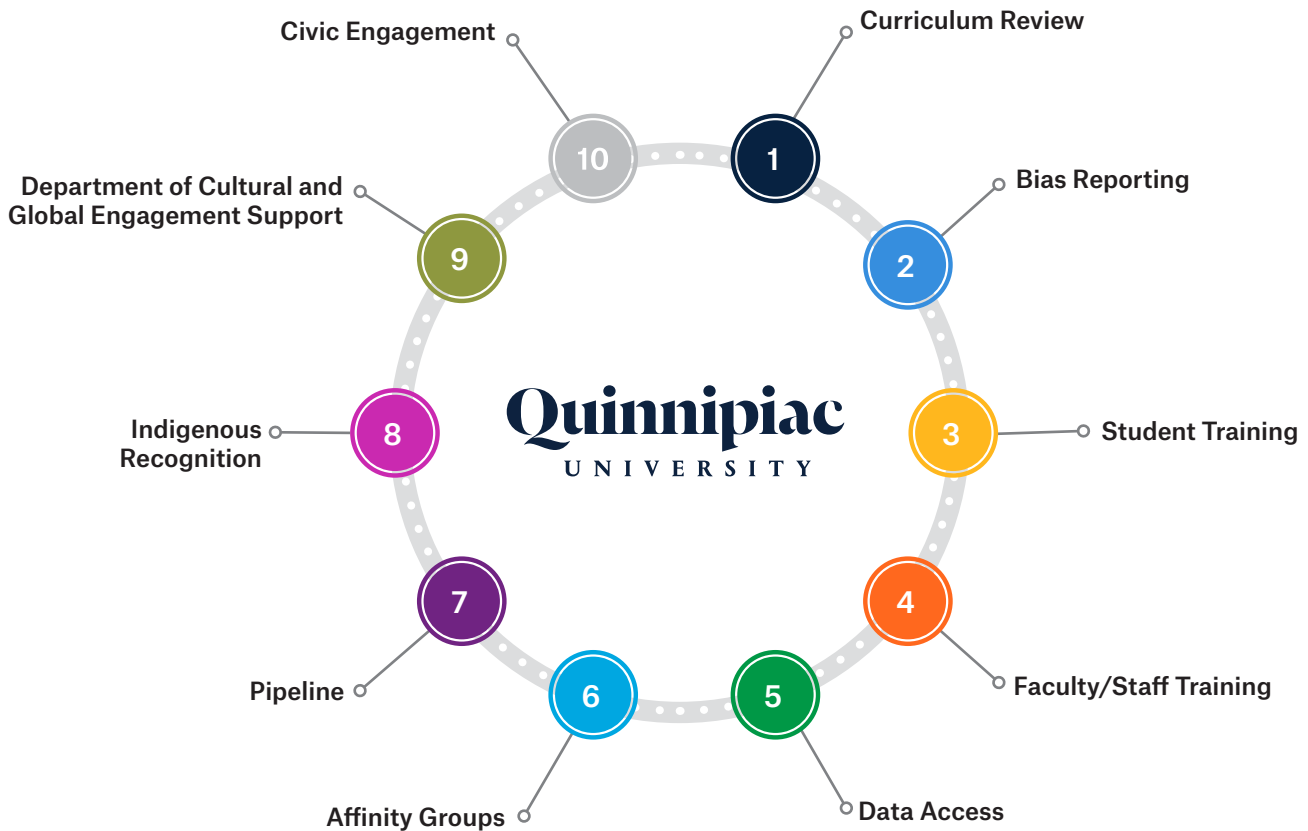 Civic Engagement
Curriculum Review
10
1
Department of Cultural and
Global Engagement Support
Bias Reporting
9
2
Quinnipiac
UNIVERSITY
Indigenous
Recognition
8
3
Student Training
7
4
Pipeline
Faculty/Staff Training
6
5
Affinity Groups
Data Access